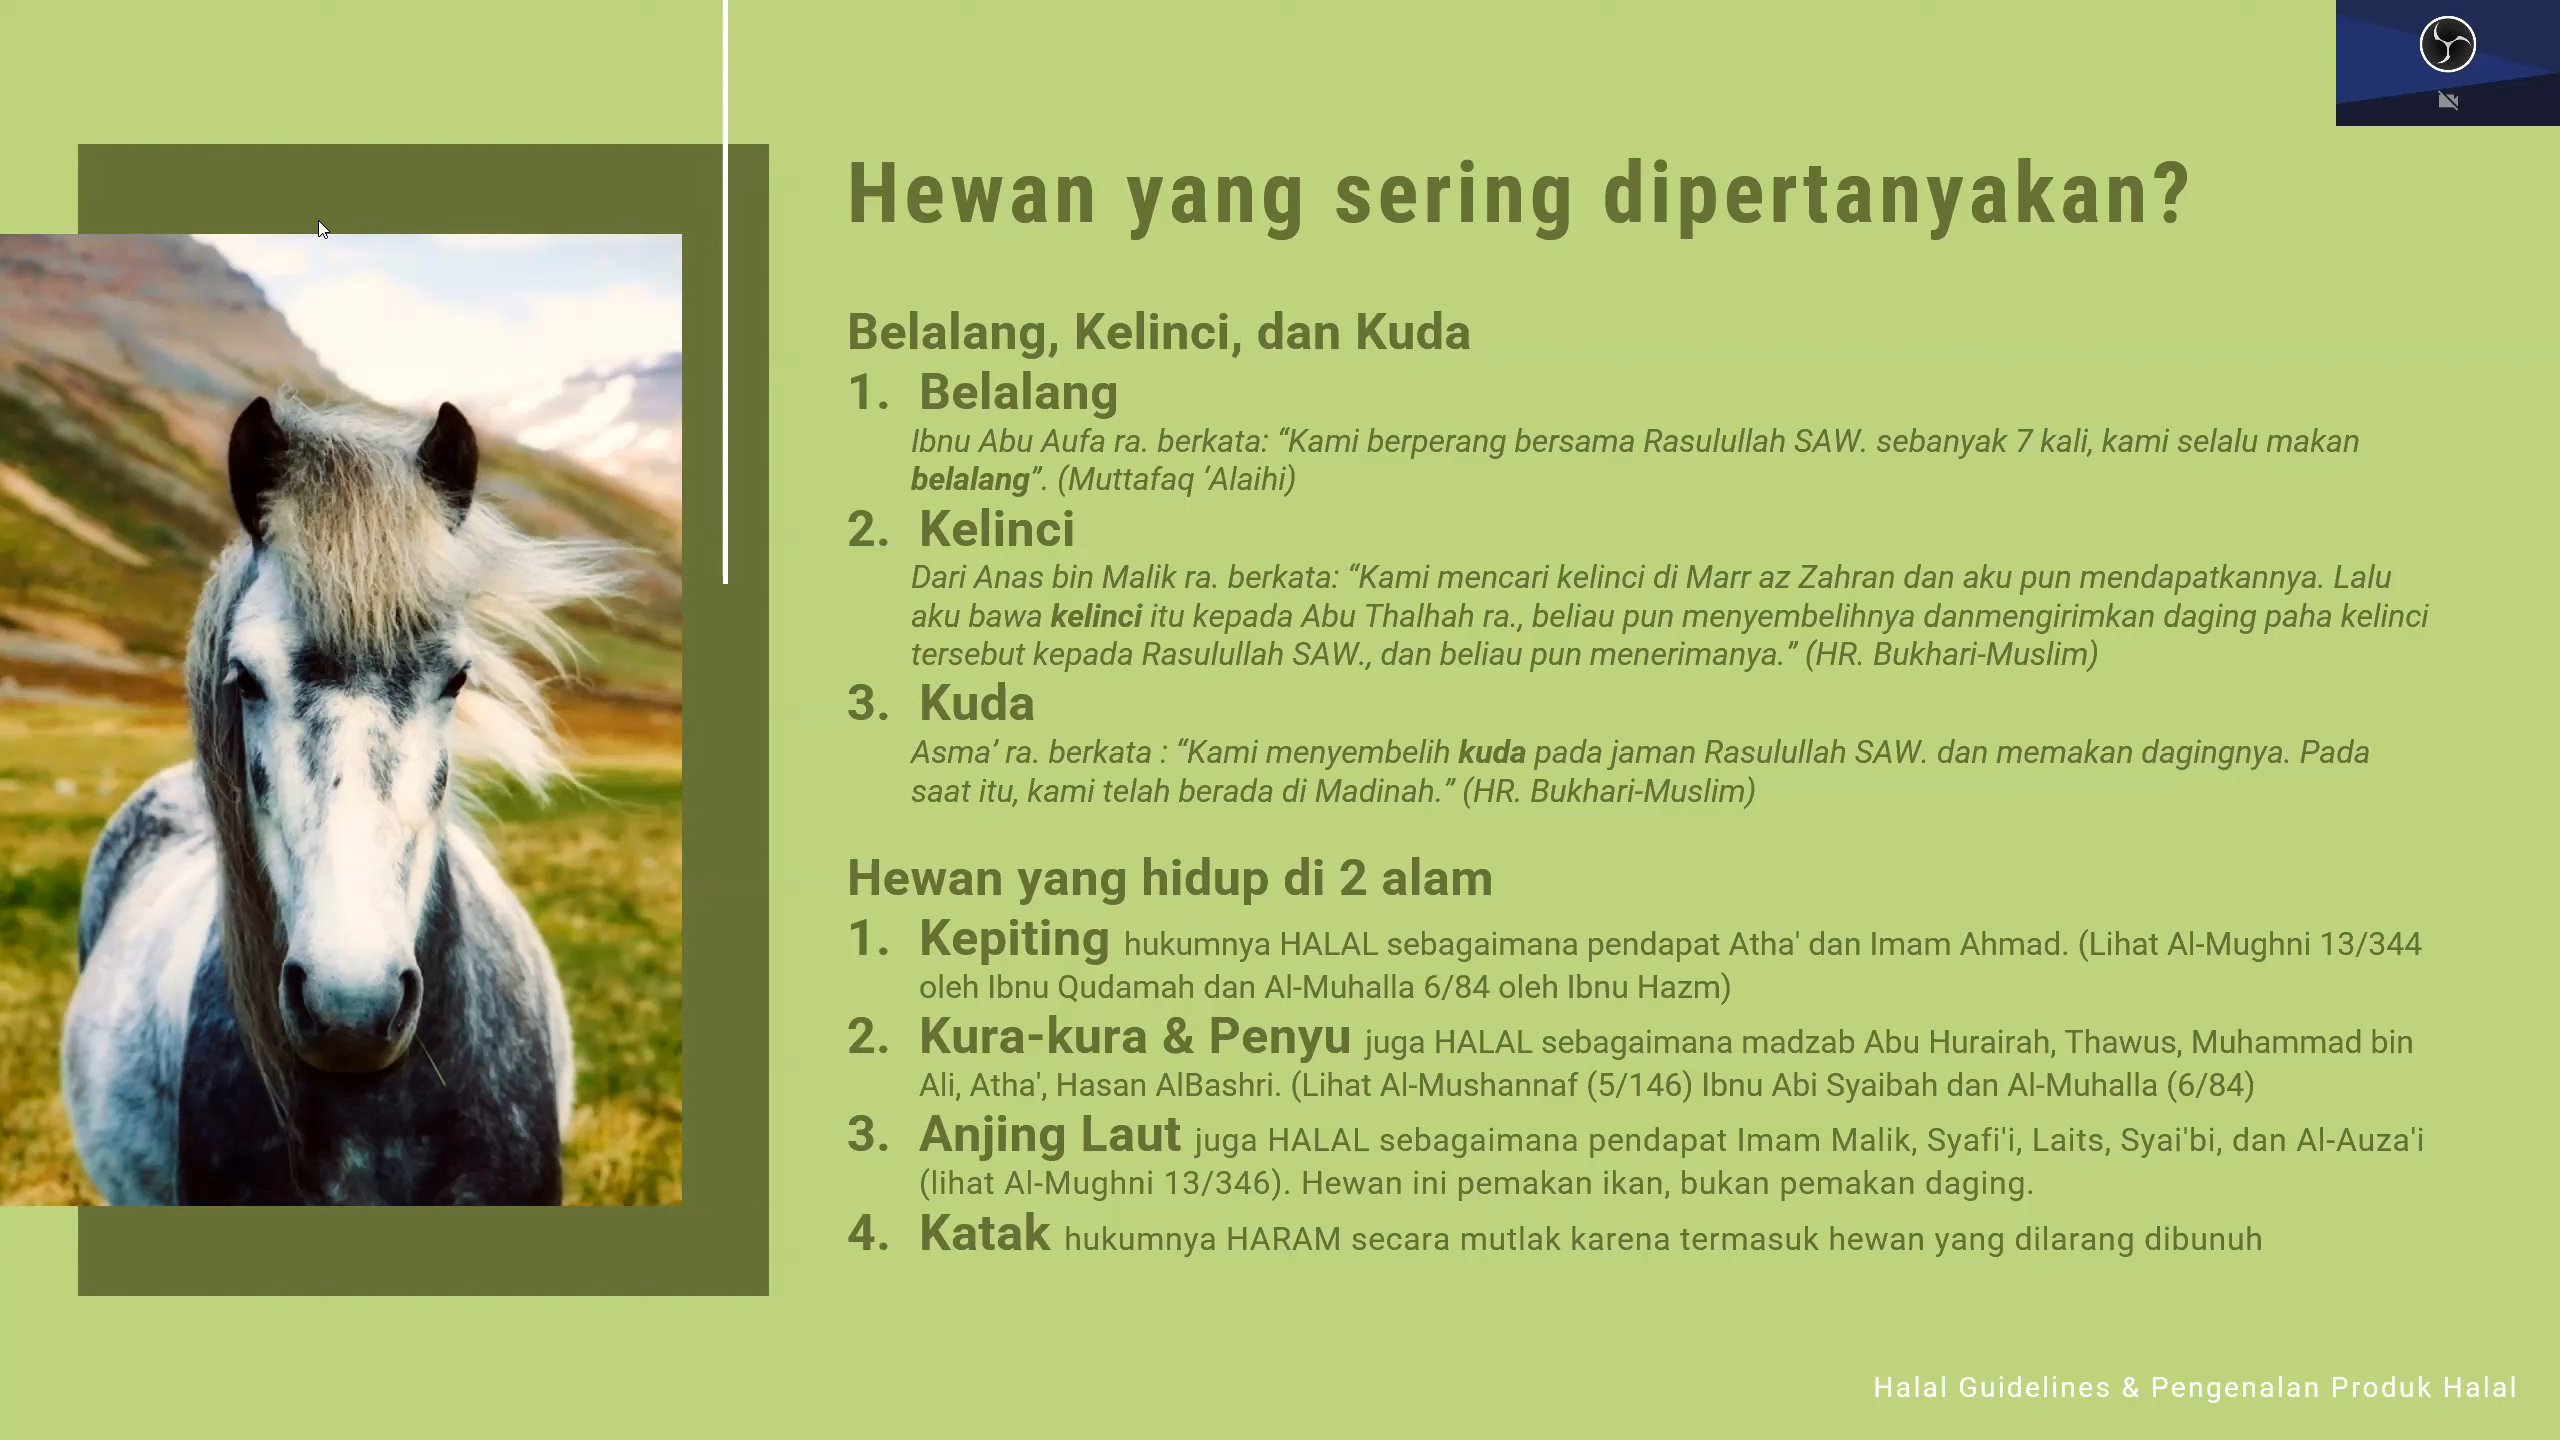 Hewan yang sering dipertanyakan?
Belalang, Kelinci, dan Kuda
1. Belalang
Ibnu Abu Aufa ra. berkata: “Kami berperang bersama Rasulullah SAW. sebanyak 7 kali, kami selalu makan
belalang”. (Muttafaq ‘Alaihi)
2. Kelinci
Dari Anas bin Malik ra. berkata: “Kami mencari kelinci di Marr az Zahran dan aku pun mendapatkannya. Lalu
aku bawa kelinci itu kepada Abu Thalhah ra., beliau pun menyembelihnya danmengirimkan daging paha kelinci
tersebut kepada Rasulullah SAW., dan beliau pun menerimanya.” (HR. Bukhari-Muslim)
3. Kuda
Asma’ ra. berkata : “Kami menyembelih kuda pada jaman Rasulullah SAW. dan memakan dagingnya. Pada
saat itu, kami telah berada di Madinah.” (HR. Bukhari-Muslim)
Hewan yang hidup di 2 alam
1. Kepiting hukumnya HALAL sebagaimana pendapat Atha' dan Imam Ahmad. (Lihat Al-Mughni 13/344
oleh Ibnu Qudamah dan Al-Muhalla 6/84 oleh Ibnu Hazm)
2. Kura-kura & Penyu juga HALAL sebagaimana madzab Abu Hurairah, Thawus, Muhammad bin
Ali, Atha', Hasan AlBashri. (Lihat Al-Mushannaf (5/146) Ibnu Abi Syaibah dan Al-Muhalla (6/84)
3. Anjing Laut juga HALAL sebagaimana pendapat Imam Malik, Syafi'i, Laits, Syai'bi, dan Al-Auza'i
(lihat Al-Mughni 13/346). Hewan ini pemakan ikan, bukan pemakan daging.
4. Katak hukumnya HARAM secara mutlak karena termasuk hewan yang dilarang dibunuh
Halal Guidelines & Pengenalan Produk Halal